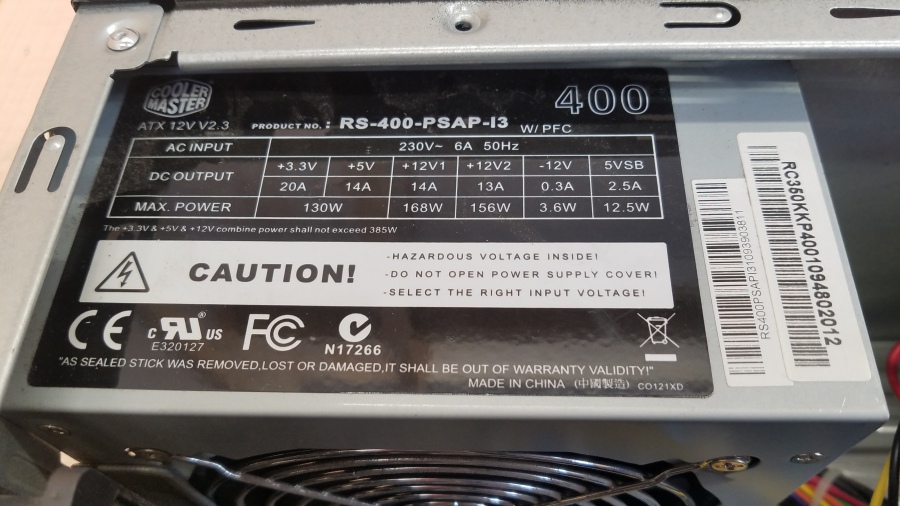 COOLER MASTER
400
ATX 12V V2.3 PRODUCT NO. : RS-400-PSAP-I3 W/ PFC
AC INPUT 230V~ 6A 50Hz
DC OUTPUT +3.3V +5V +12V1 +12V2 -12V 5VSB
20A 14A 14A 13A 0.3A 2.5A
MAX. POWER 130W 168W 156W 3.6W 12.5W
The +3.3V & +5V & +12V combine power shall not exceed 385W
CAUTION!
-HAZARDOUS VOLTAGE INSIDE!
-DO NOT OPEN POWER SUPPLY COVER!
-SELECT THE RIGHT INPUT VOLTAGE!
CE c RU® US FC N17266
E320127
"AS SEALED STICK WAS REMOVED,LOST OR DAMAGED,IT SHALL BE OUT OF WARRANTY VALIDITY!"
MADE IN CHINA (中國製造) CO121XD
RS400PSAPI31093903811
RC350KKP4001094802012